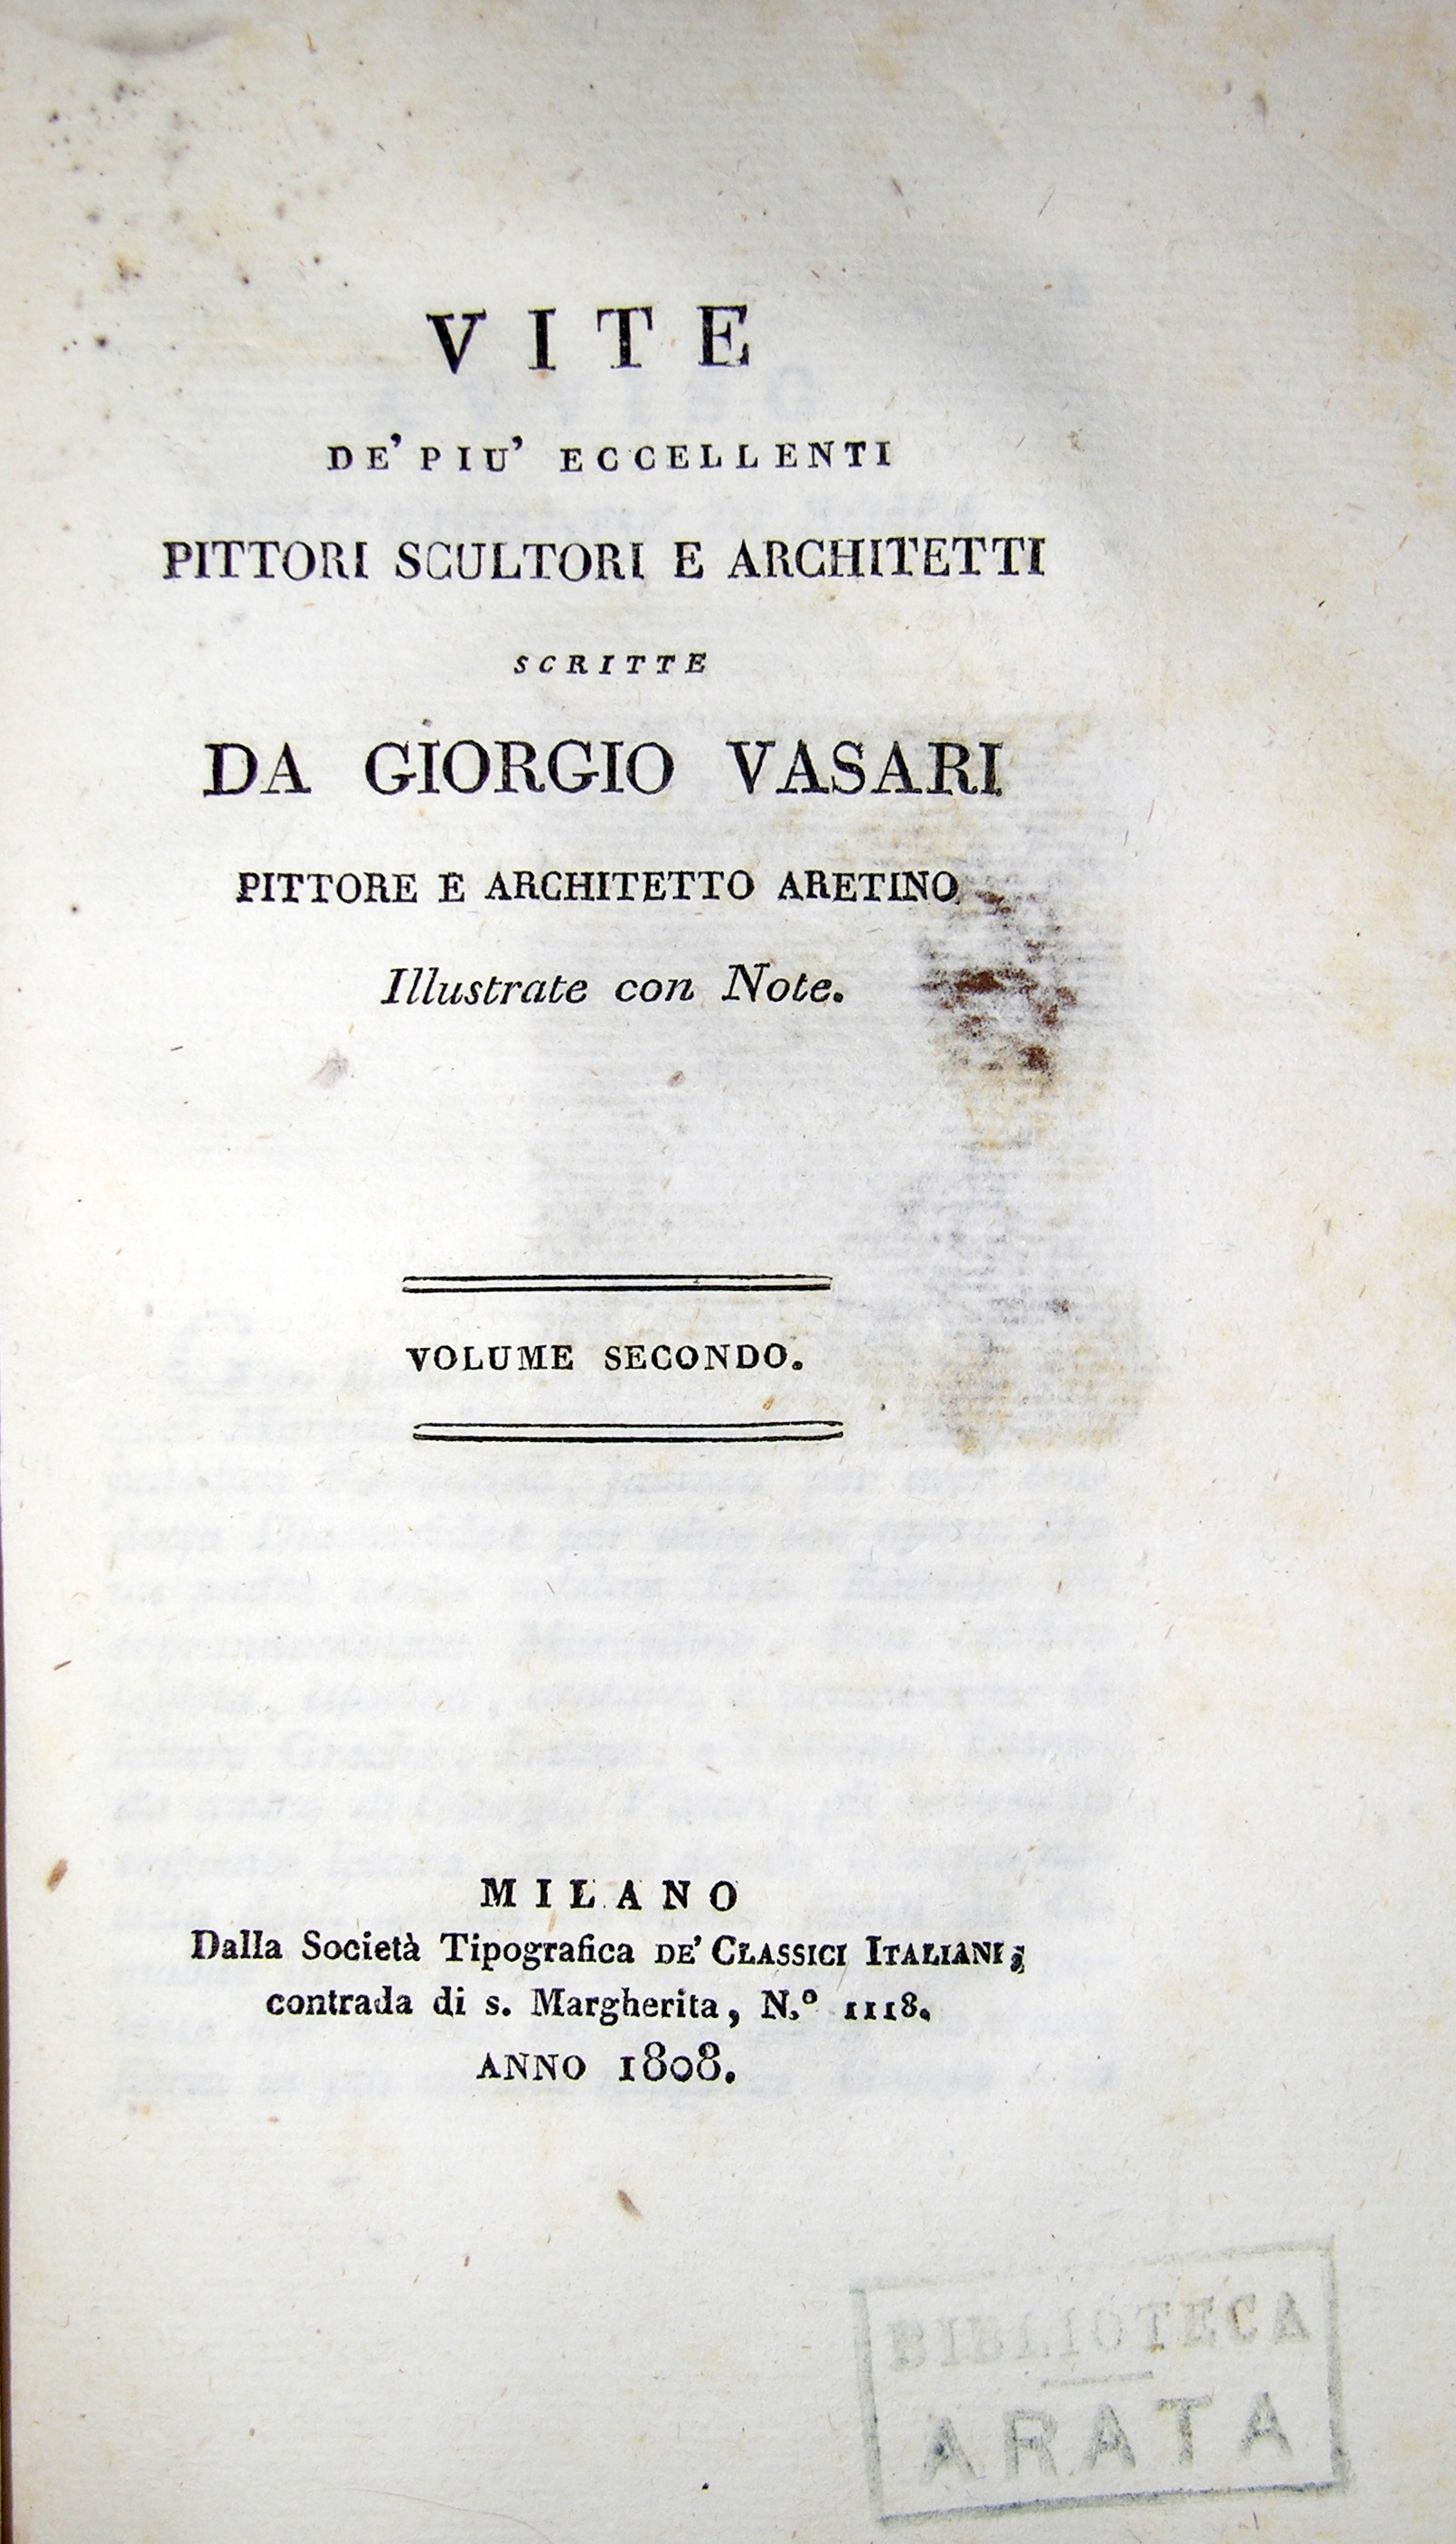 VITE
DE' PIU' ECCELLENTI
PITTORI SCULTORI E ARCHITETTI
SCRITTE
DA GIORGIO VASARI
PITTORE E ARCHITETTO ARETINO
Illustrate con Note.
VOLUME SECONDO.
MILANO
Dalla Società Tipografica DE' CLASSICI ITALIANI,
contrada di s. Margherita, N.º 1118.
ANNO 1808.
BIBLIOTECA
ARATA